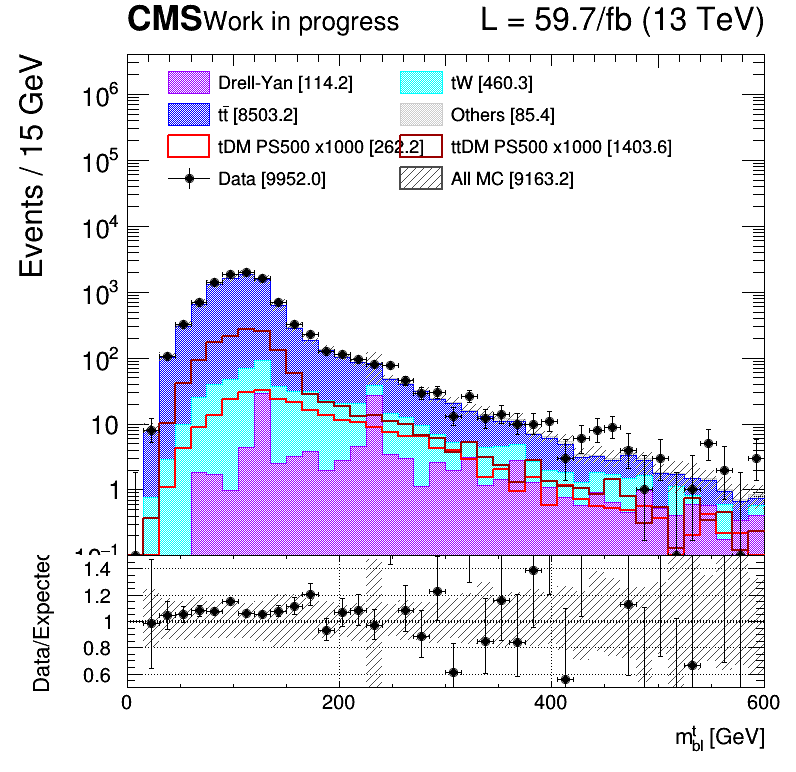 CMS Work in progress L = 59.7/fb (13 TeV)
Events / 15 GeV
Drell-Yan [114.2] tW [460.3]
tt̄ [8503.2] Others [85.4]
tDM PS500 x1000 [262.2] ttDM PS500 x1000 [1403.6]
Data [9952.0] All MC [9163.2]
10⁶
10⁵
10⁴
10³
10²
10
1
10⁻¹
Data/Expected
1.4
1.2
1
0.8
0.6
0 200 400 600
mᵗbl [GeV]